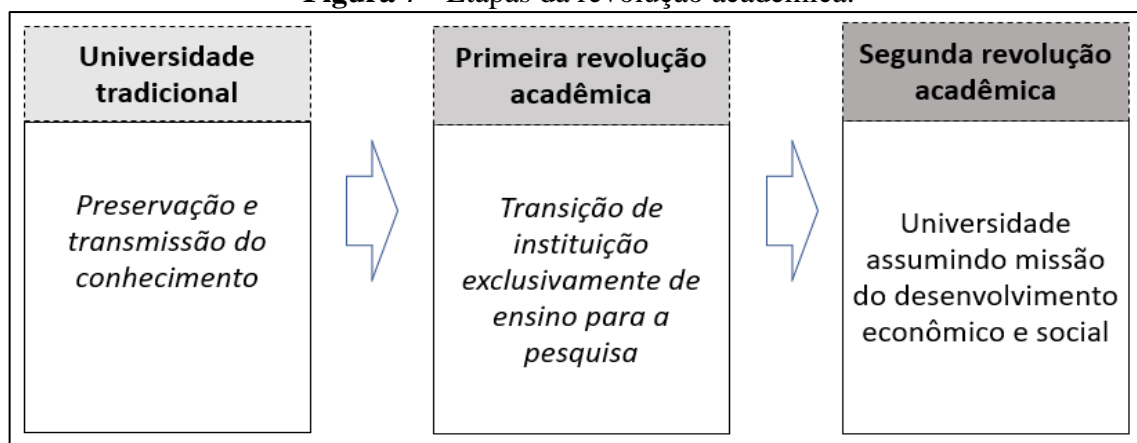 Figura 7 - Etapas da revolução acadêmica.
Universidade
tradicional
Preservação e
transmissão do
conhecimento
Primeira revolução
acadêmica
Transição de
instituição
exclusivamente de
ensino para a
pesquisa
Segunda revolução
acadêmica
Universidade
assumindo missão
do desenvolvimento
econômico e social